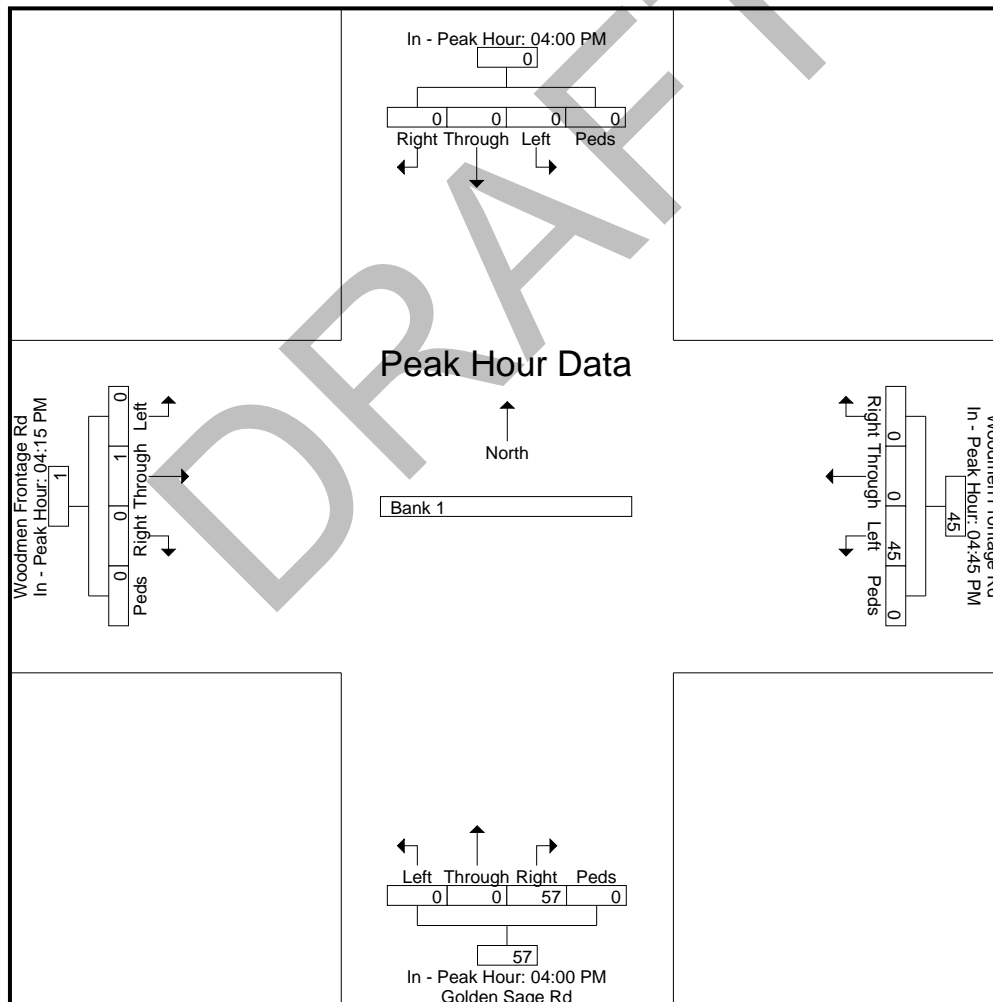 In - Peak Hour: 04:00 PM
0
0 0 0 0
Right Through Left Peds
DRAFT
Peak Hour Data
North
Bank 1
Woodmen Frontage Rd
In - Peak Hour: 04:15 PM
1
0 1 0 0
Left Through Right Peds
Woodmen Frontage Rd
In - Peak Hour: 04:45 PM
45
0 0 45 0
Right Through Left Peds
Left Through Right Peds
0 0 57 0
57
In - Peak Hour: 04:00 PM
Golden Sage Rd